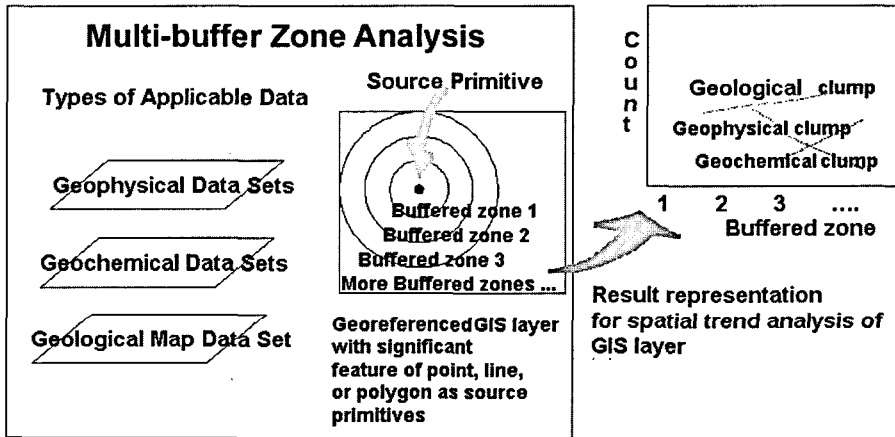 Multi-buffer Zone Analysis
Types of Applicable Data
Geophysical Data Sets
Geochemical Data Sets
Geological Map Data Set
Source Primitive
Buffered zone 1
Buffered zone 2
Buffered zone 3
More Buffered zones ...
Georeferenced GIS layer
with significant
feature of point, line,
or polygon as source
primitives
Count
Geological clump
Geophysical clump
Geochemical clump
1 2 3 ....
Buffered zone
Result representation
for spatial trend analysis of
GIS layer